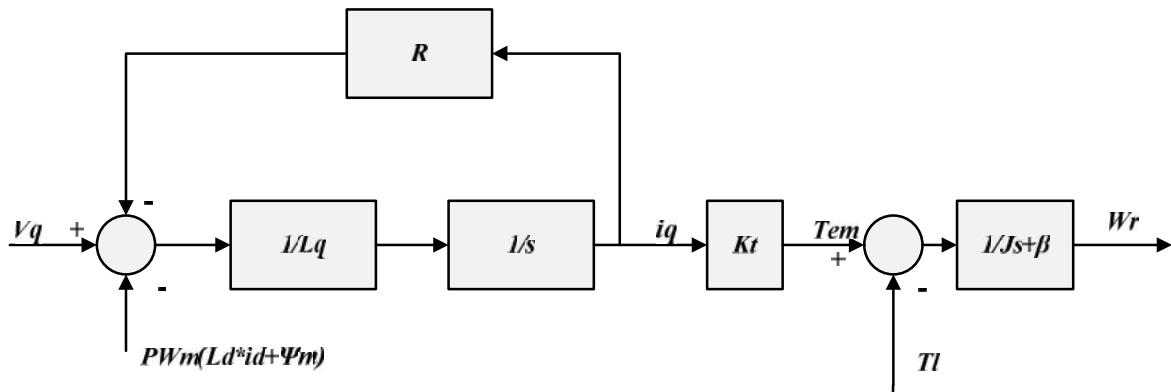 R
-
Vq
+
1/Lq
1/s
iq
Kt
Tem
+
1/Js+β
Wr
-
-
PWm(Ld*id+Ψm)
Tl